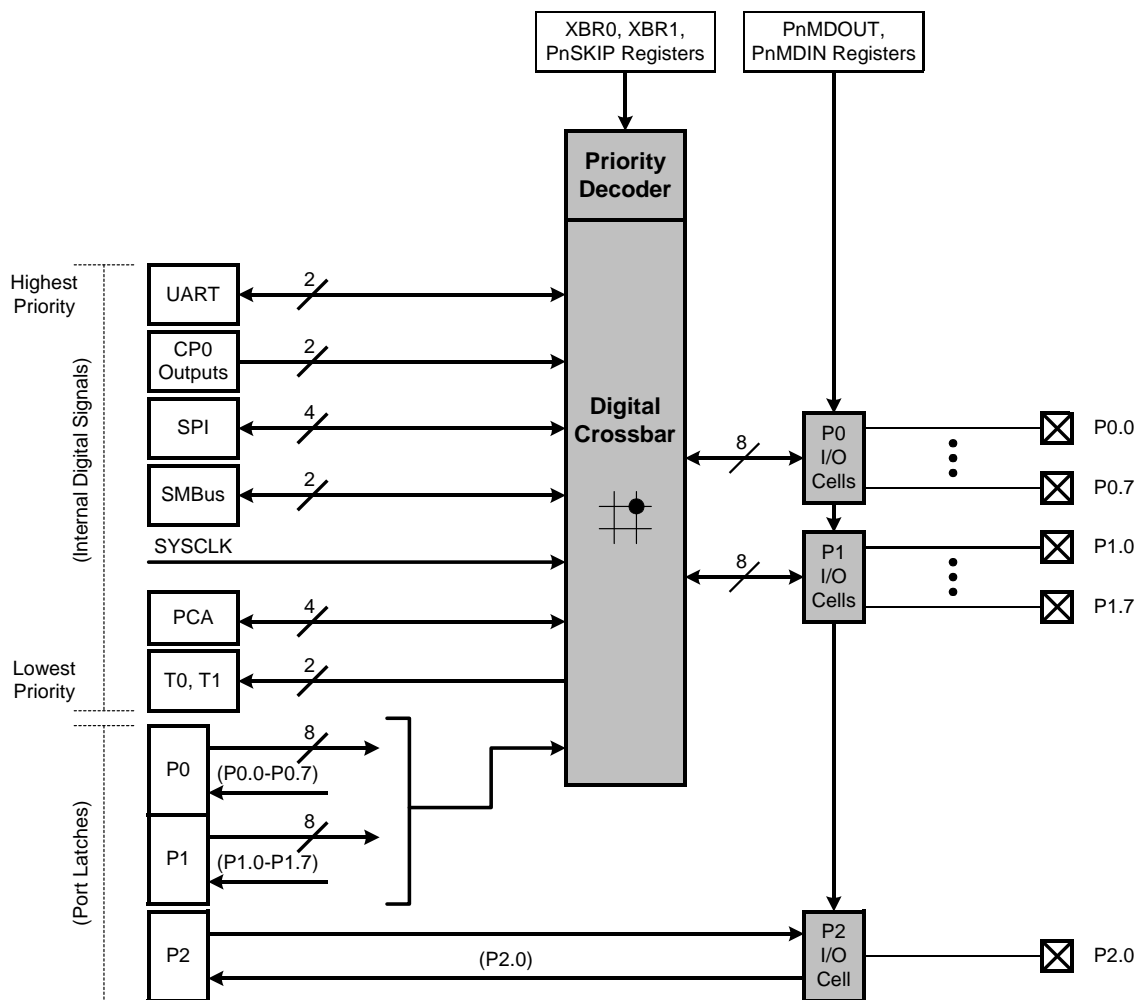 XBR0, XBR1,
PnSKIP Registers
PnMDOUT,
PnMDIN Registers
Priority
Decoder
Highest
Priority
(Internal Digital Signals)
UART
2
CP0
Outputs
2
SPI
4
SMBus
2
SYSCLK
PCA
4
Lowest
Priority
T0, T1
2
Digital
Crossbar
8
P0
I/O
Cells
P0.0
P0.7
8
P1
I/O
Cells
P1.0
P1.7
(Port Latches)
P0
8
(P0.0-P0.7)
P1
8
(P1.0-P1.7)
P2
(P2.0)
P2
I/O
Cell
P2.0